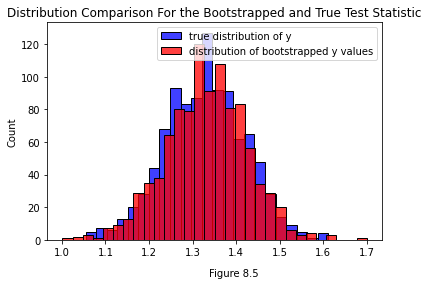 Distribution Comparison For the Bootstrapped and True Test Statistic
true distribution of y
distribution of bootstrapped y values
Count
120
100
80
60
40
20
0
1.0 1.1 1.2 1.3 1.4 1.5 1.6 1.7
Figure 8.5